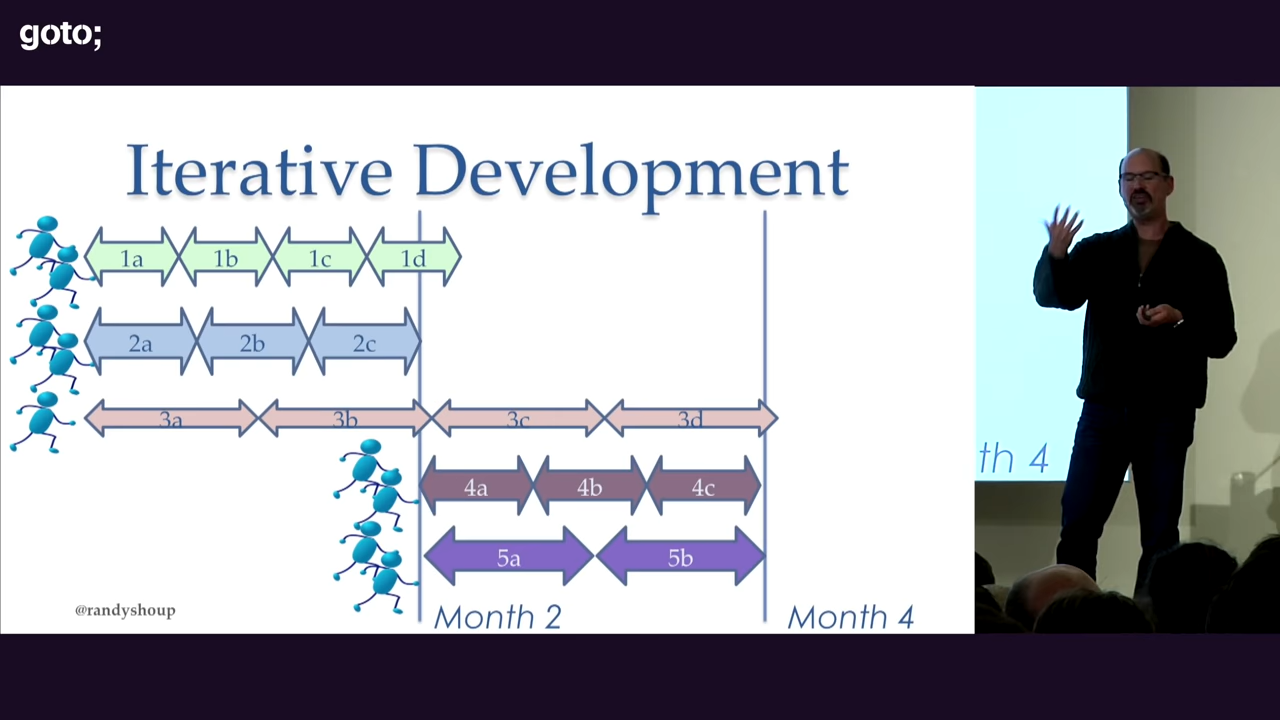 goto;
Iterative Development
1a 1b 1c 1d
2a 2b 2c
3a 3b 3c 3d
4a 4b 4c
5a 5b
@randyshoup
Month 2
Month 4
th 4